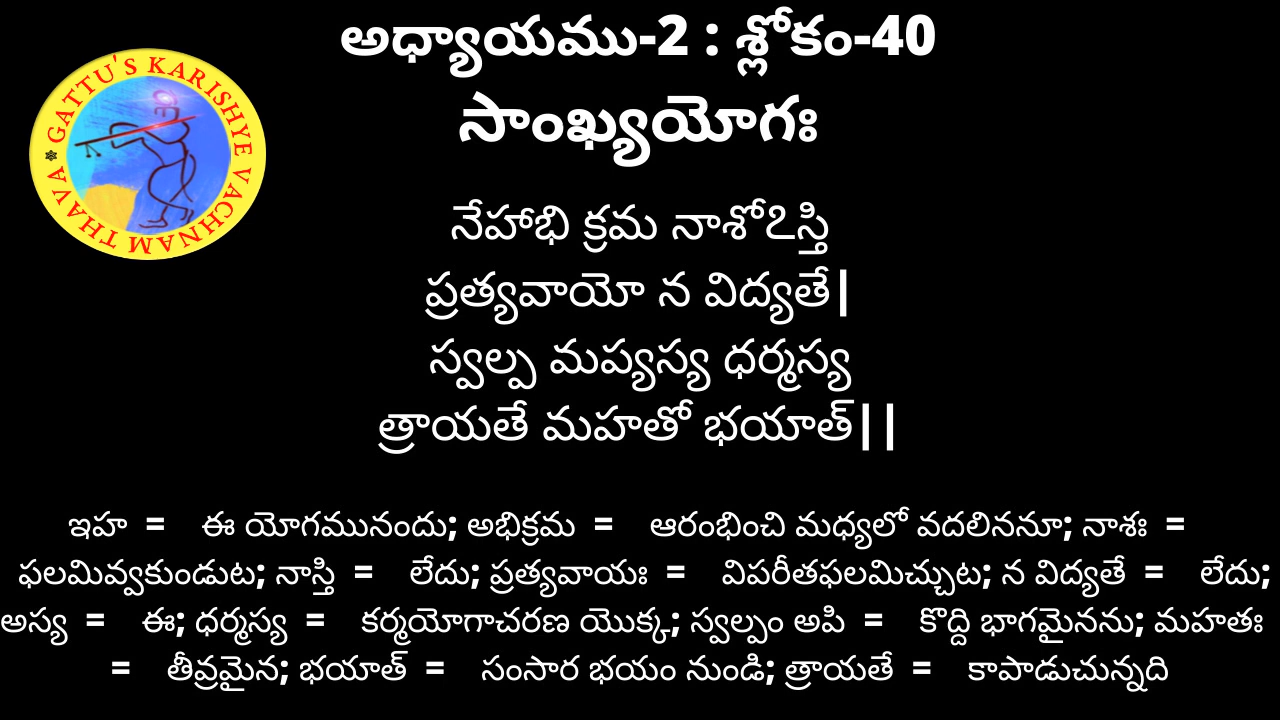 అధ్యాయము-2 : శ్లోకం-40
సాంఖ్యయోగః
GATTU'S KARISHYE VACHNAM THAVA
నేహాభి క్రమ నాశోఽస్తి
ప్రత్యవాయో న విద్యతే|
స్వల్ప మప్యస్య ధర్మస్య
త్రాయతే మహతో భయాత్||
ఇహ = ఈ యోగమునందు; అభిక్రమ = ఆరంభించి మధ్యలో వదలిననూ; నాశః =
ఫలమివ్వకుండుట; నాస్తి = లేదు; ప్రత్యవాయః = విపరీతఫలమిచ్చుట; న విద్యతే = లేదు;
అస్య = ఈ; ధర్మస్య = కర్మయోగాచరణ యొక్క; స్వల్పం అపి = కొద్ది భాగమైనను; మహతః
= తీవ్రమైన; భయాత్ = సంసార భయం నుండి; త్రాయతే = కాపాడుచున్నది